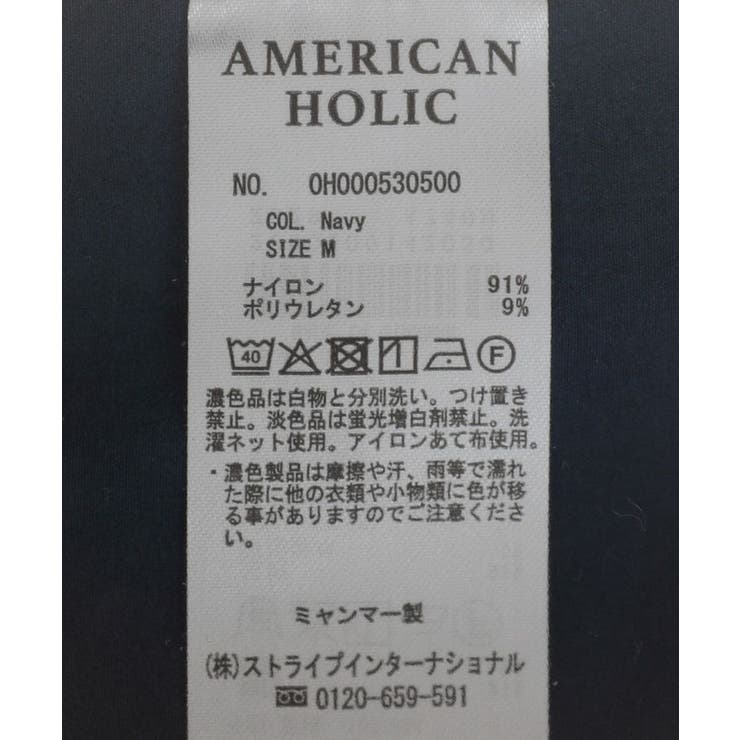 AMERICAN
HOLIC
NO. 0H000530500
COL. Navy
SIZE M
ナイロン 91%
ポリウレタン 9%
40 F
濃色品は白物と分別洗い。つけ置き
禁止。淡色品は蛍光増白剤禁止。洗
濯ネット使用。アイロンあて布使用。
・濃色製品は摩擦や汗、雨等で濡れ
た際に他の衣類や小物類に色が移
る事がありますのでご注意くださ
い。
ミャンマー製
(株)ストライプインターナショナル
0120-659-591